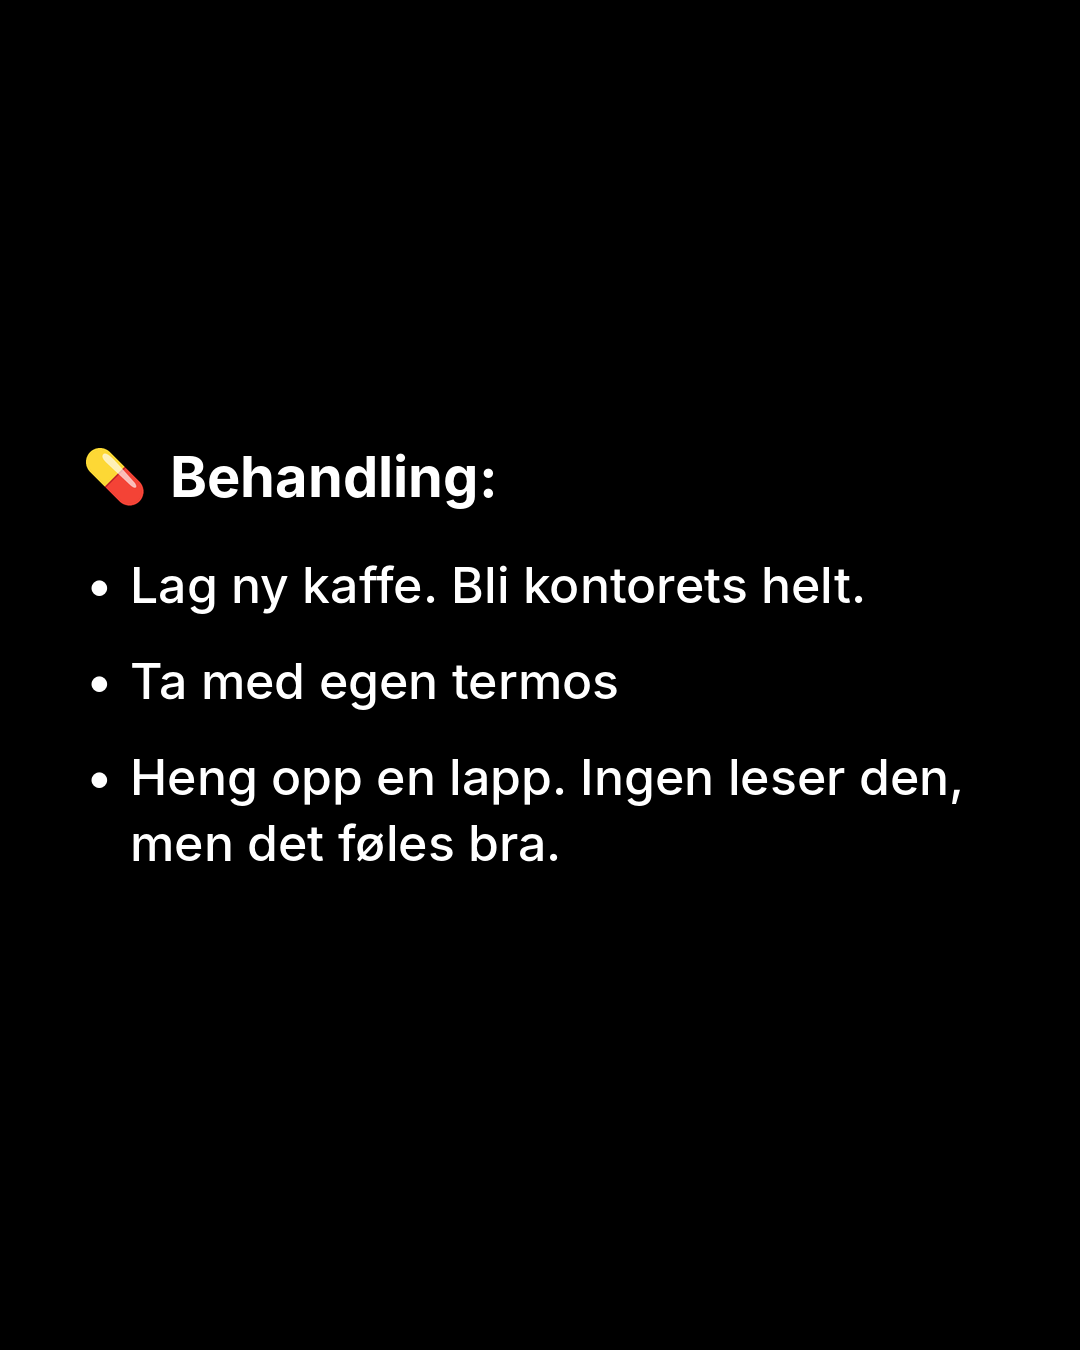 💊 Behandling:
• Lag ny kaffe. Bli kontorets helt.
• Ta med egen termos
• Heng opp en lapp. Ingen leser den,
men det føles bra.